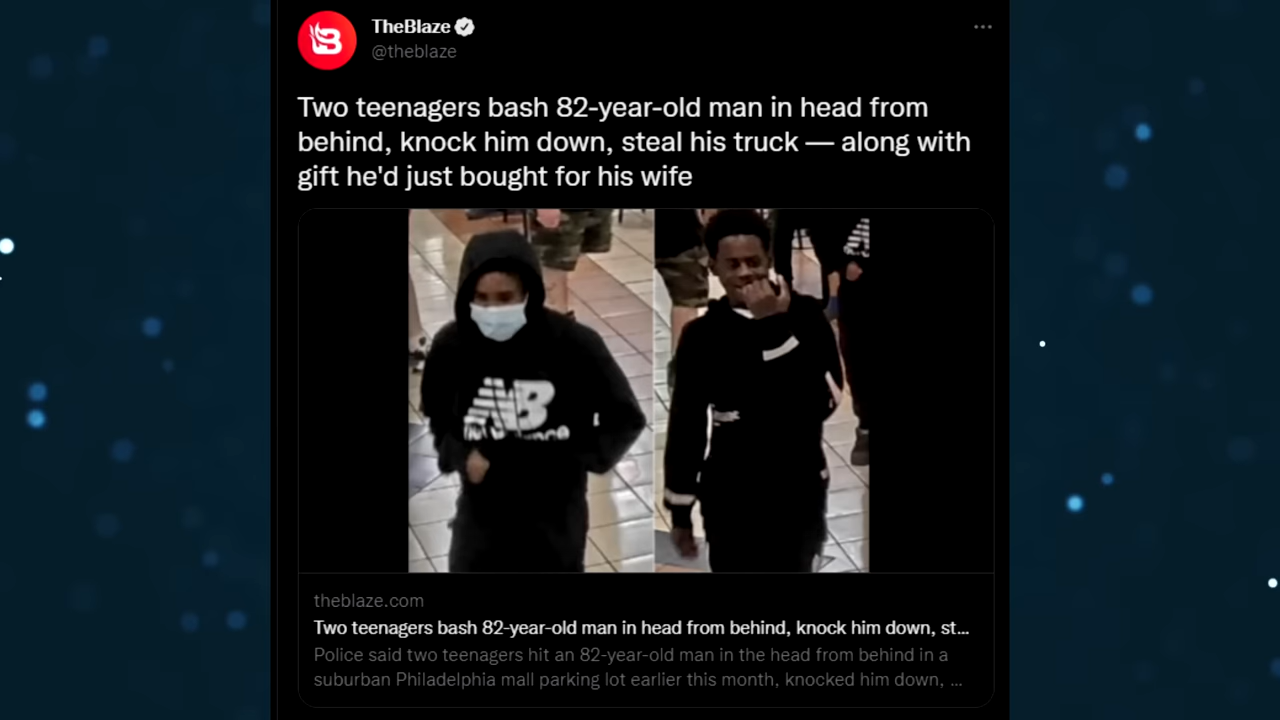 TheBlaze
@theblaze
Two teenagers bash 82-year-old man in head from
behind, knock him down, steal his truck — along with
gift he'd just bought for his wife
NB
theblaze.com
Two teenagers bash 82-year-old man in head from behind, knock him down, st...
Police said two teenagers hit an 82-year-old man in the head from behind in a
suburban Philadelphia mall parking lot earlier this month, knocked him down, ...